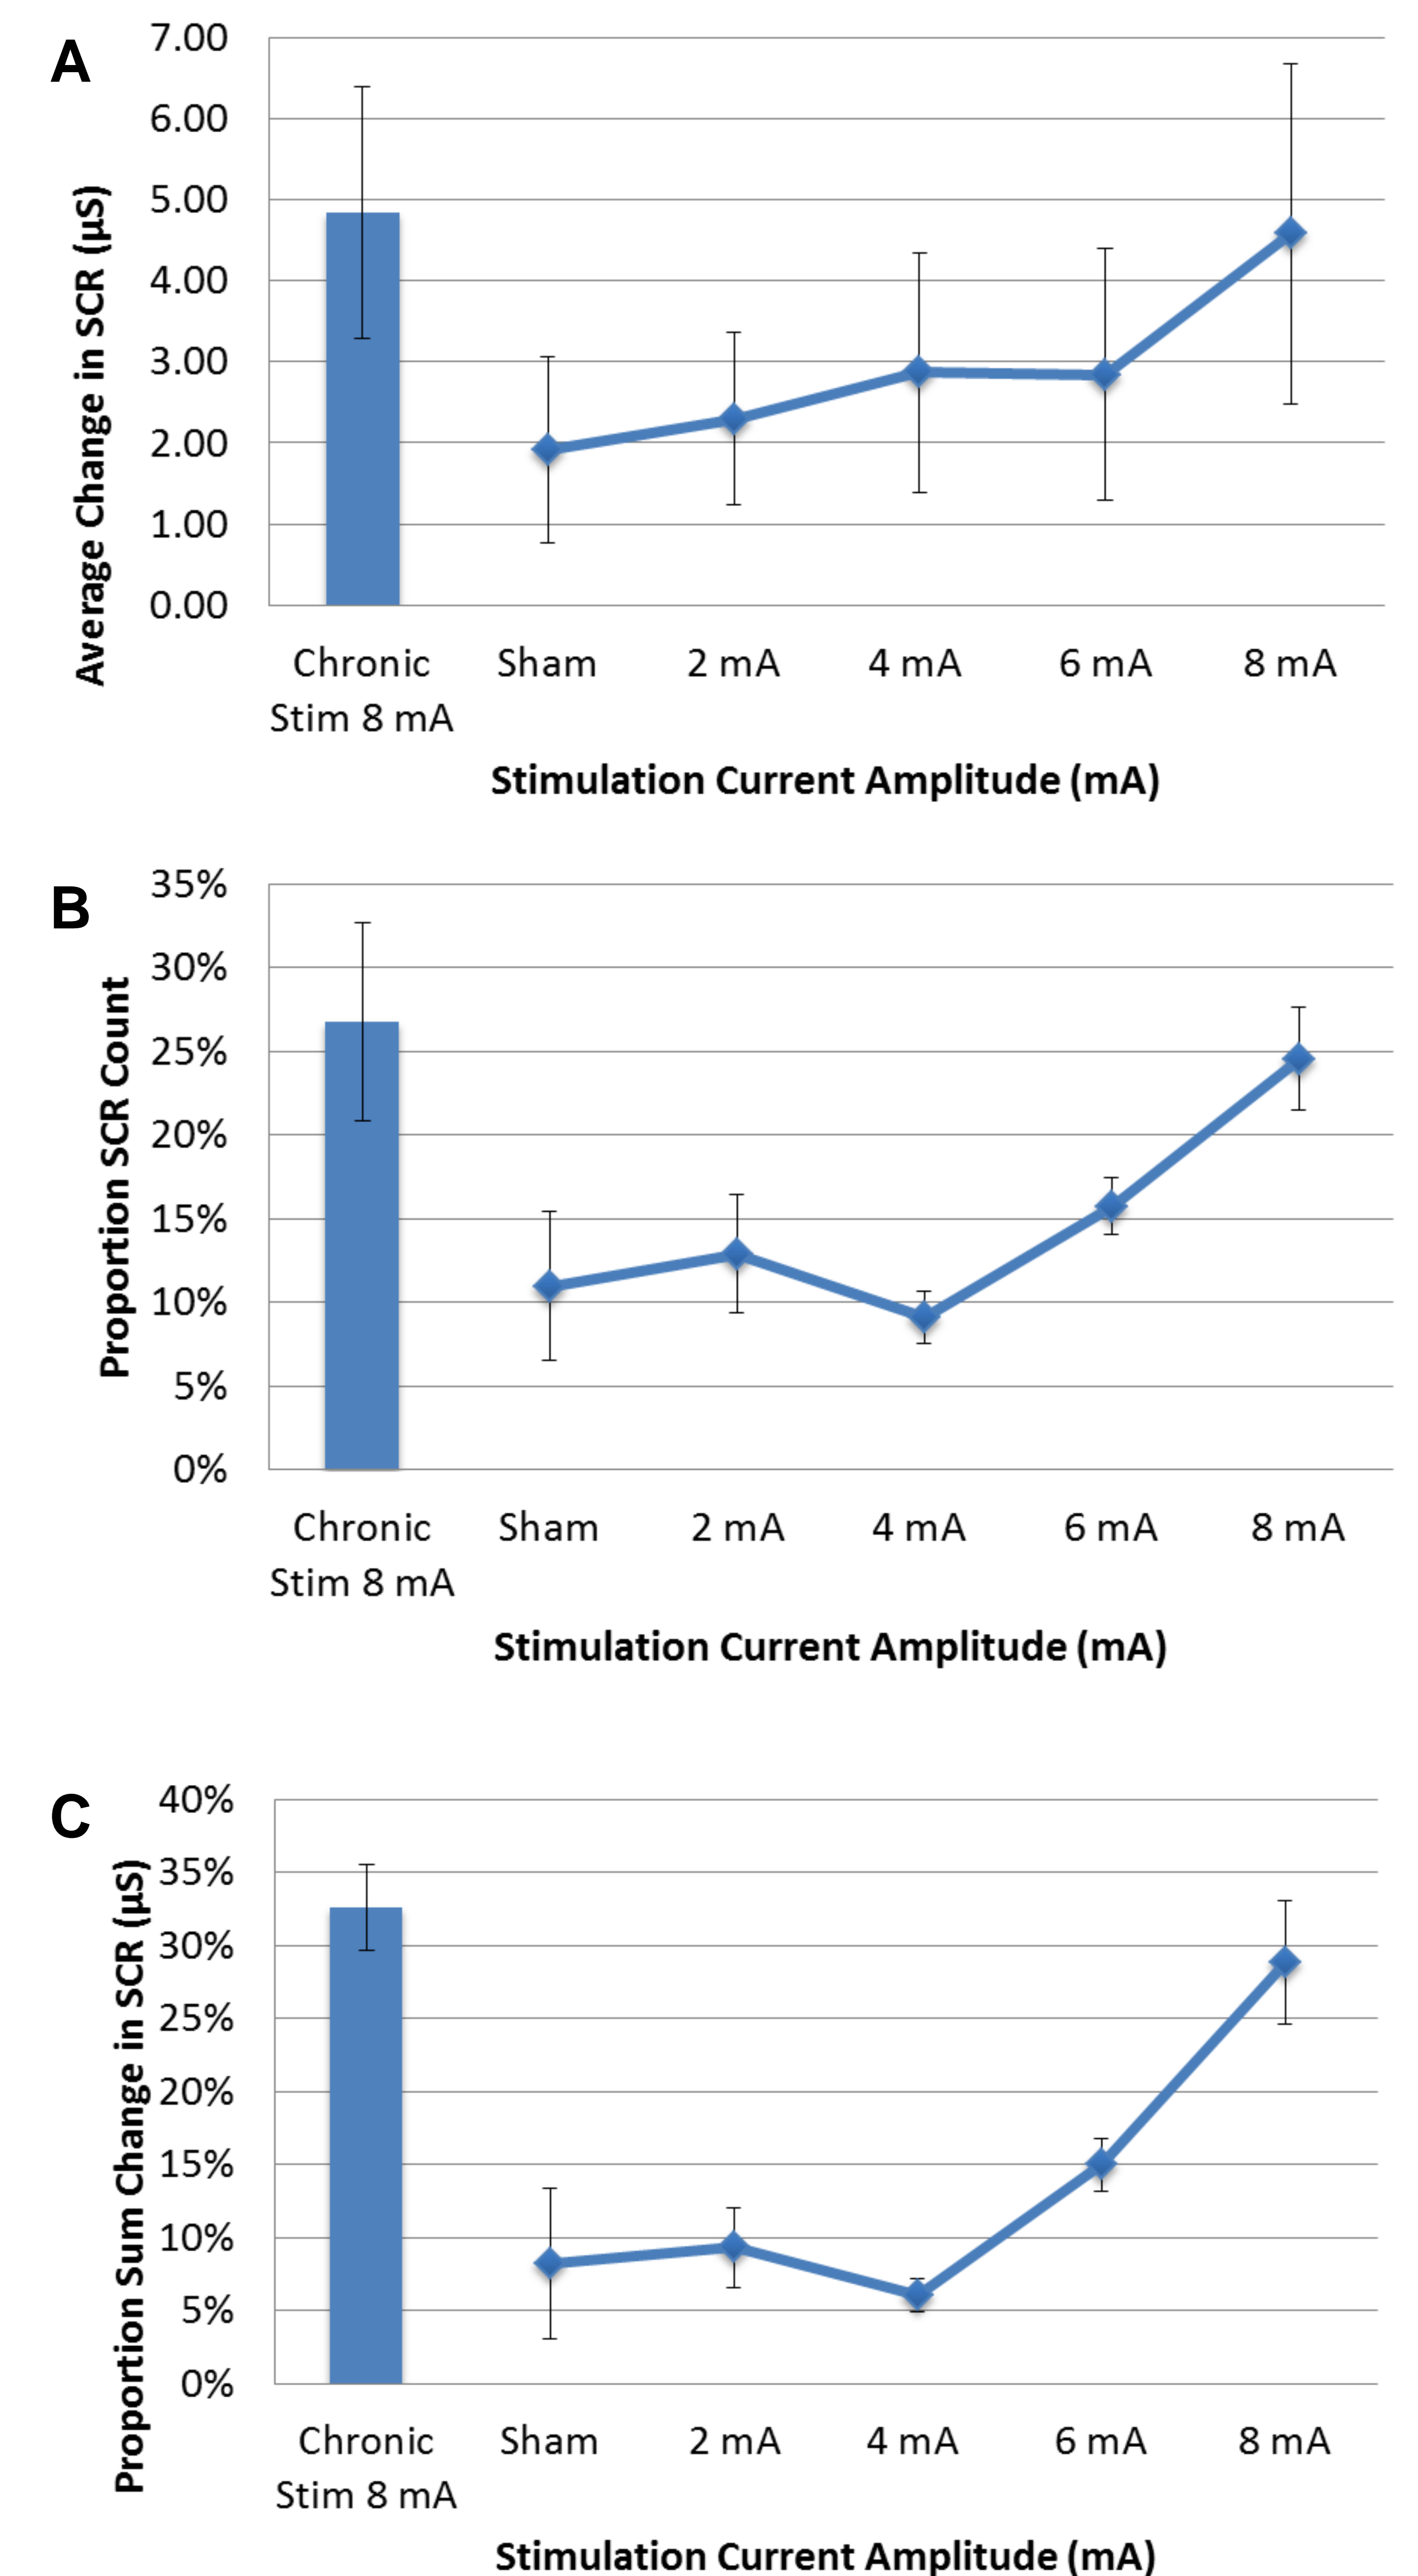 A
Average Change in SCR (µS)
7.00
6.00
5.00
4.00
3.00
2.00
1.00
0.00
Chronic Stim 8 mA
Sham
2 mA
4 mA
6 mA
8 mA
Stimulation Current Amplitude (mA)
B
Proportion SCR Count
35%
30%
25%
20%
15%
10%
5%
0%
Chronic
Stim 8 mA
Sham
2 mA
4 mA
6 mA
8 mA
Stimulation Current Amplitude (mA)
C
Proportion Sum Change in SCR (µS)
40%
35%
30%
25%
20%
15%
10%
5%
0%
Chronic
Stim 8 mA
Sham
2 mA
4 mA
6 mA
8 mA
Stimulation Current Amplitude (mA)